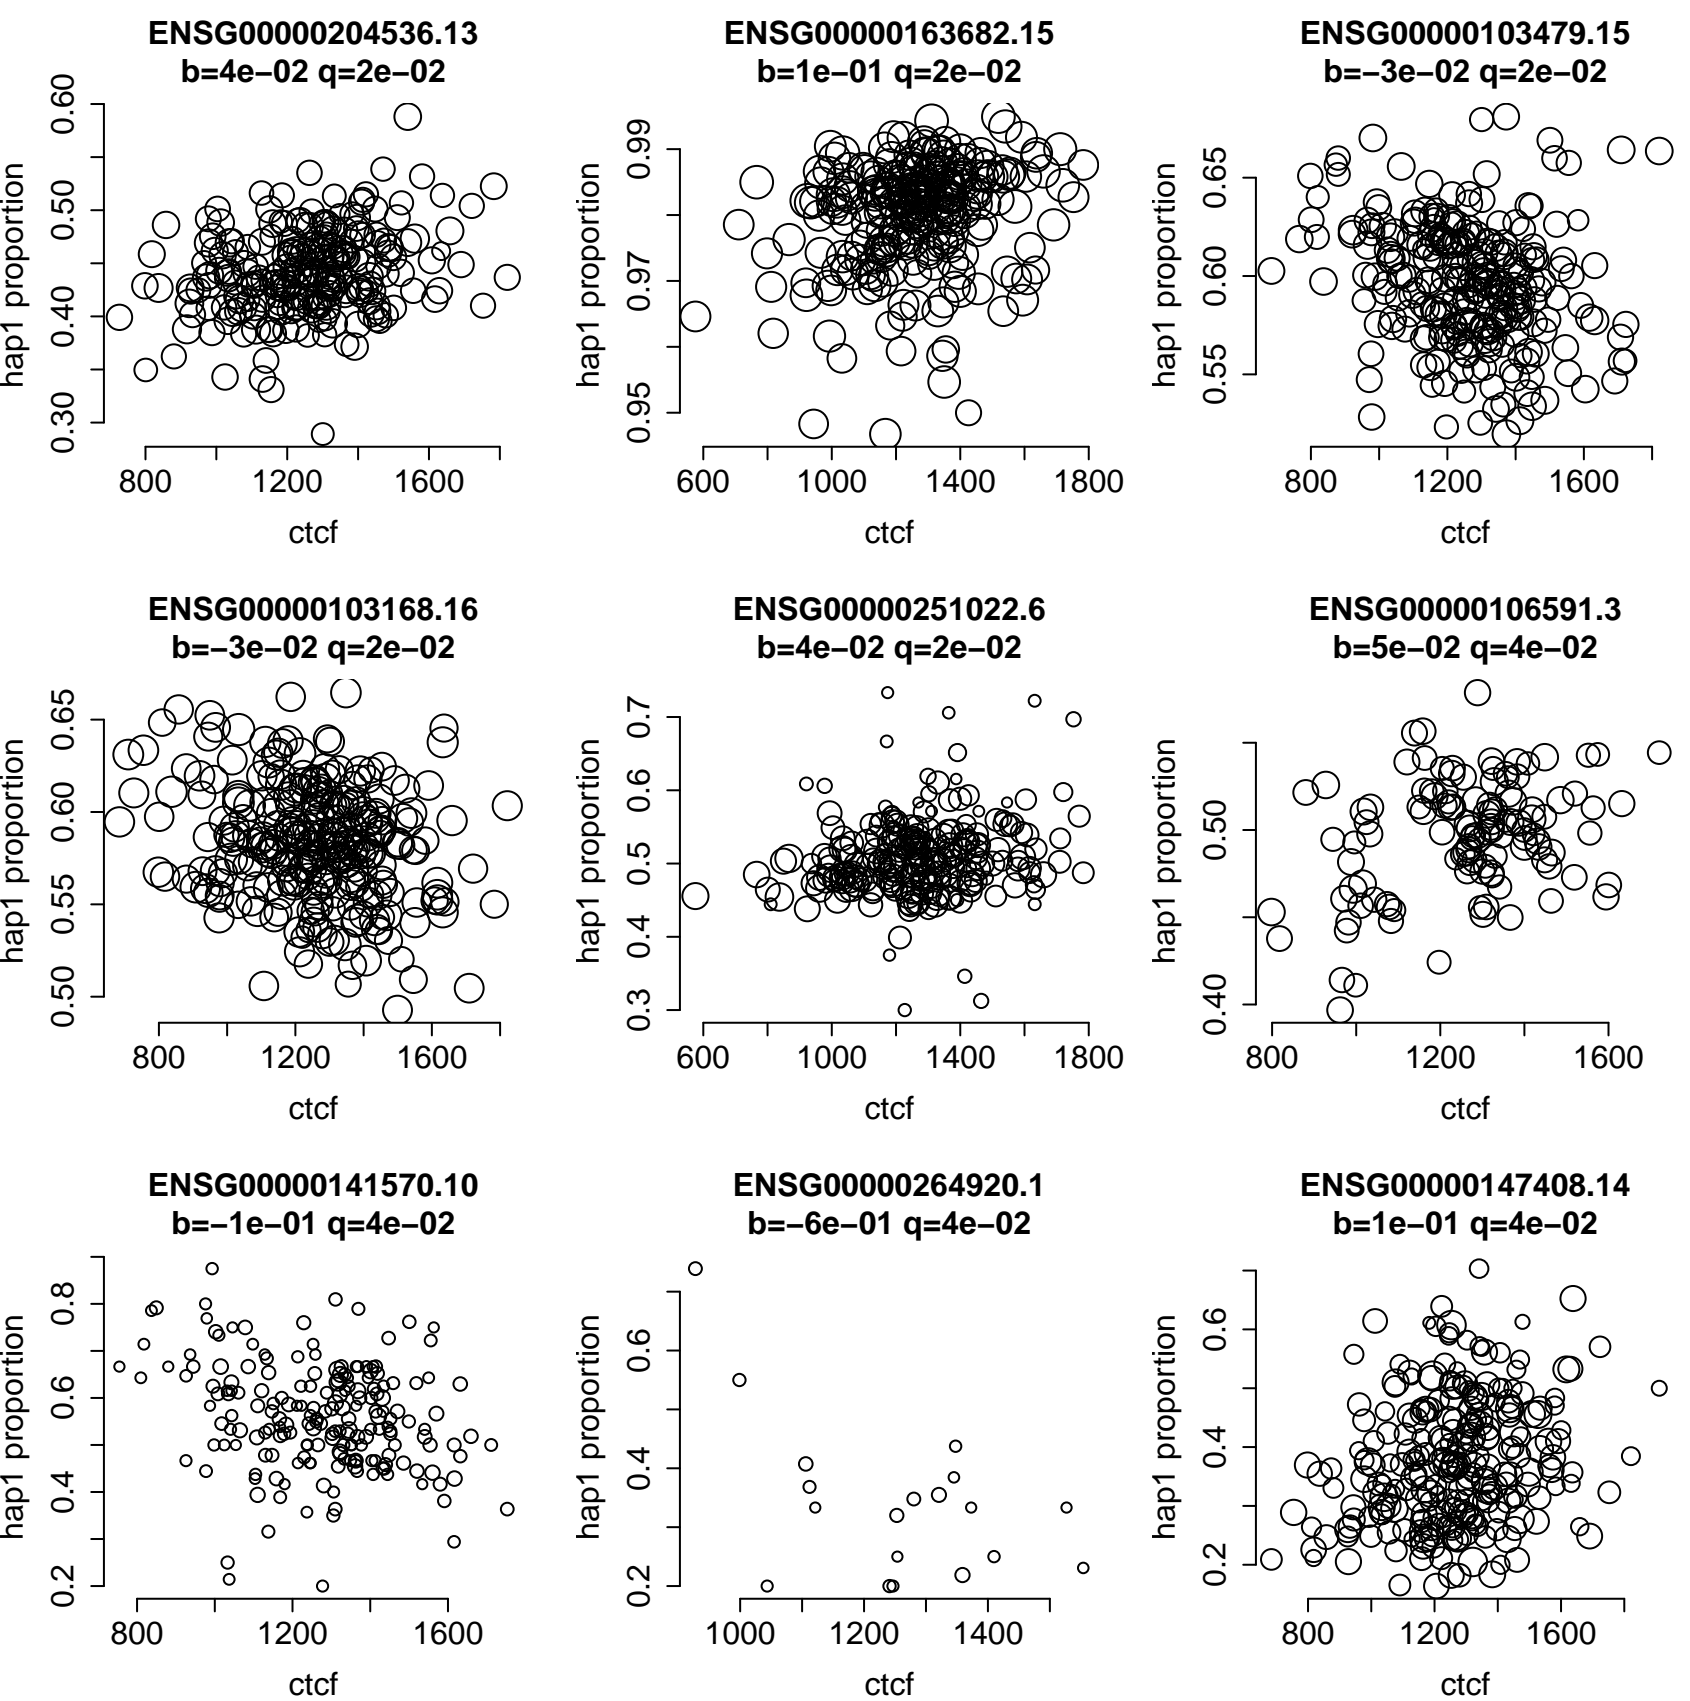 ENSG00000204536.13
b=4e−02 q=2e−02
hap1 proportion
0.30 0.40 0.50 0.60
800 1200 1600
ctcf
ENSG00000163682.15
b=1e−01 q=2e−02
hap1 proportion
0.95 0.97 0.99
600 1000 1400 1800
ctcf
ENSG00000103479.15
b=−3e−02 q=2e−02
hap1 proportion
0.55 0.60 0.65
800 1200 1600
ctcf
ENSG00000103168.16
b=−3e−02 q=2e−02
hap1 proportion
0.50 0.55 0.60 0.65
800 1200 1600
ctcf
ENSG00000251022.6
b=4e−02 q=2e−02
hap1 proportion
0.3 0.4 0.5 0.6 0.7
600 1000 1400 1800
ctcf
ENSG00000106591.3
b=5e−02 q=4e−02
hap1 proportion
0.40 0.50
800 1200 1600
ctcf
ENSG00000141570.10
b=−1e−01 q=4e−02
hap1 proportion
0.2 0.4 0.6 0.8
800 1200 1600
ctcf
ENSG00000264920.1
b=−6e−01 q=4e−02
hap1 proportion
0.2 0.4 0.6
1000 1200 1400
ctcf
ENSG00000147408.14
b=1e−01 q=4e−02
hap1 proportion
0.2 0.4 0.6
800 1200 1600
ctcf